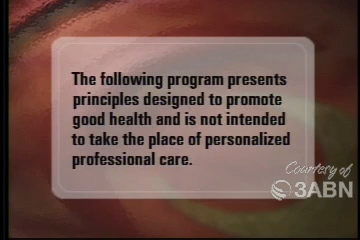 The following program presents
principles designed to promote
good health and is not intended
to take the place of personalized
professional care.
Courtesy of
3ABN